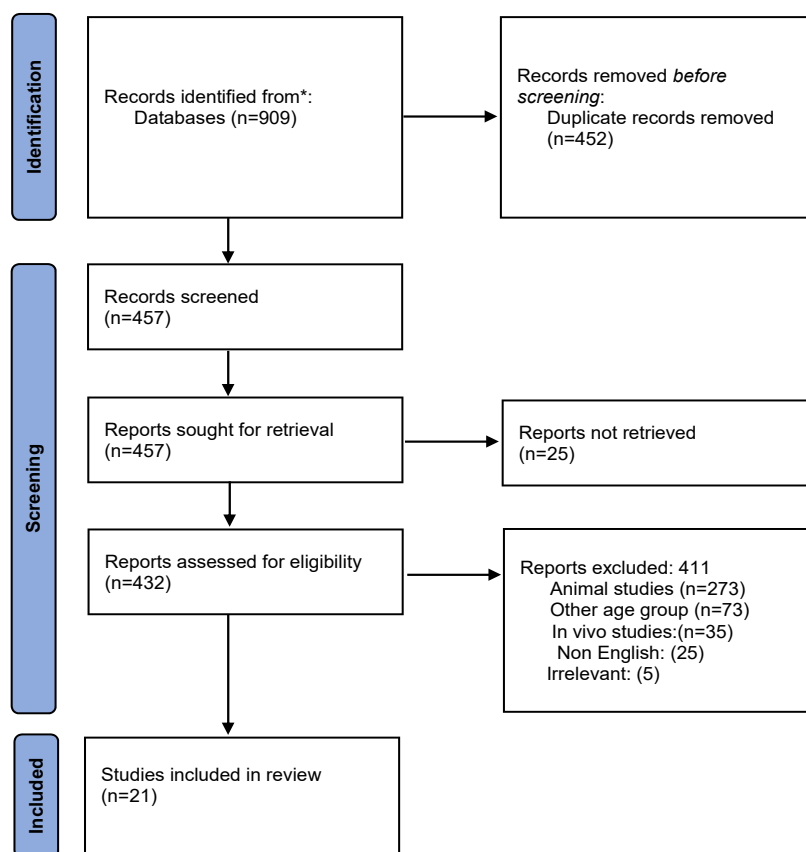 Identification
Records identified from*:
Databases (n=909)
Records removed before
screening:
Duplicate records removed
(n=452)
Screening
Records screened
(n=457)
Reports sought for retrieval
(n=457)
Reports not retrieved
(n=25)
Reports assessed for eligibility
(n=432)
Reports excluded: 411
Animal studies (n=273)
Other age group (n=73)
In vivo studies:(n=35)
Non English: (25)
Irrelevant: (5)
Included
Studies included in review
(n=21)